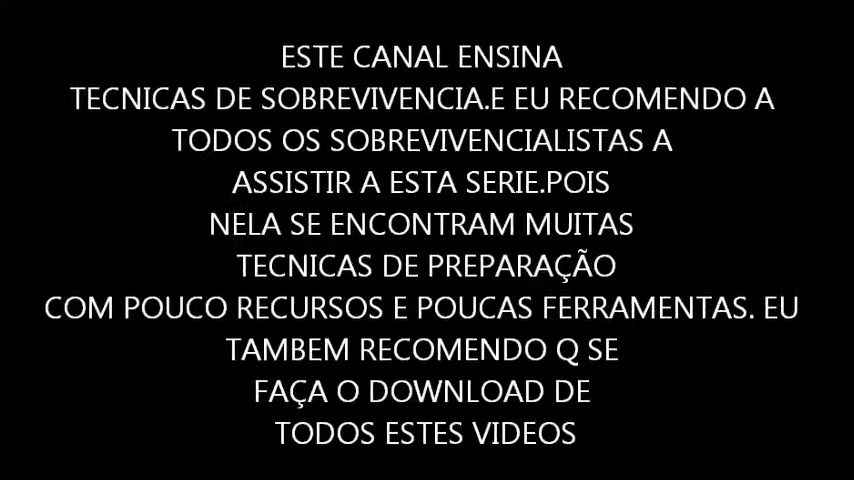 ESTE CANAL ENSINA
TECNICAS DE SOBREVIVENCIA.E EU RECOMENDO A
TODOS OS SOBREVIVENCIALISTAS A
ASSISTIR A ESTA SERIE.POIS
NELA SE ENCONTRAM MUITAS
TECNICAS DE PREPARAÇÃO
COM POUCO RECURSOS E POUCAS FERRAMENTAS. EU
TAMBEM RECOMENDO Q SE
FAÇA O DOWNLOAD DE
TODOS ESTES VIDEOS